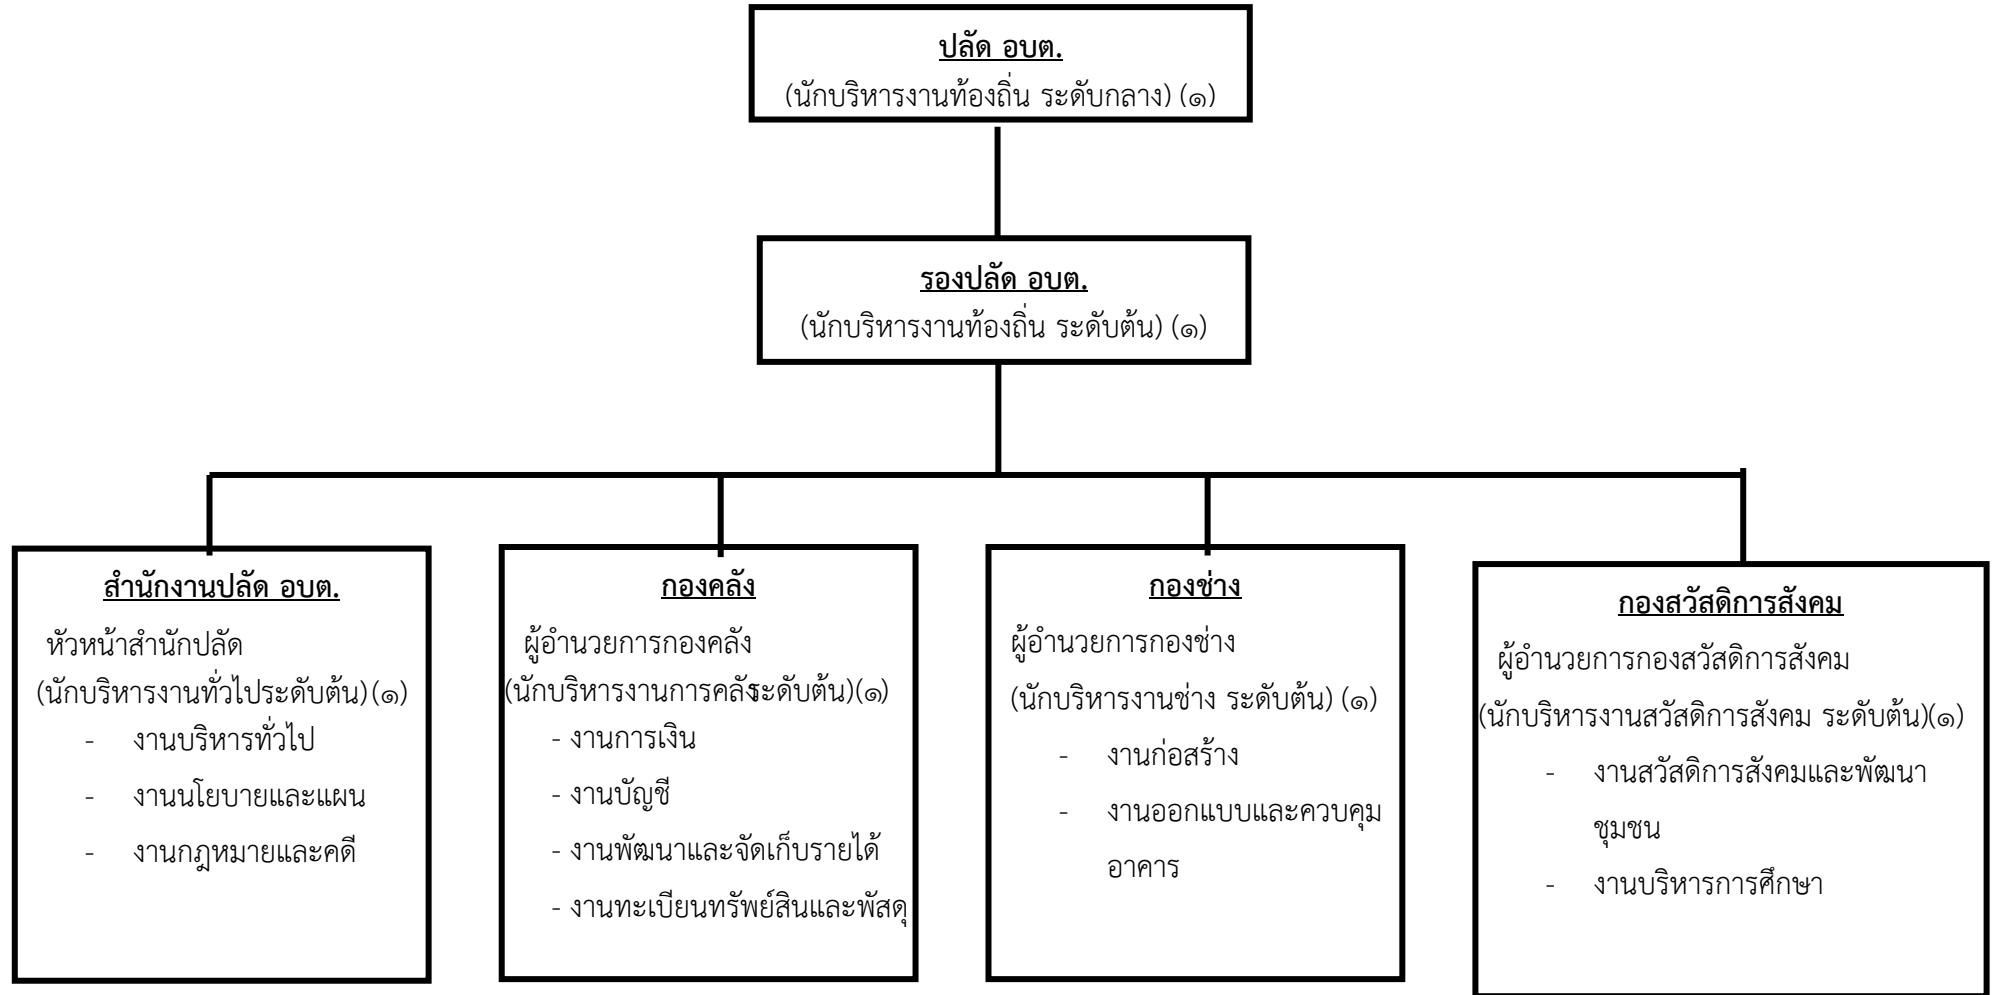 ปลัด อบต.
(นักบริหารงานท้องถิ่น ระดับกลาง) (๑)
รองปลัด อบต.
(นักบริหารงานท้องถิ่น ระดับต้น) (๑)
สำนักงานปลัด อบต.
หัวหน้าสำนักปลัด
(นักบริหารงานทั่วไประดับต้น) (๑)
- งานบริหารทั่วไป
- งานนโยบายและแผน
- งานกฎหมายและคดี
กองคลัง
ผู้อำนวยการกองคลัง
(นักบริหารงานการคลังระดับต้น)(๑)
- งานการเงิน
- งานบัญชี
- งานพัฒนาและจัดเก็บรายได้
- งานทะเบียนทรัพย์สินและพัสดุ
กองช่าง
ผู้อำนวยการกองช่าง
(นักบริหารงานช่าง ระดับต้น) (๑)
- งานก่อสร้าง
- งานออกแบบและควบคุม
อาคาร
กองสวัสดิการสังคม
ผู้อำนวยการกองสวัสดิการสังคม
(นักบริหารงานสวัสดิการสังคม ระดับต้น)(๑)
- งานสวัสดิการสังคมและพัฒนา
ชุมชน
- งานบริหารการศึกษา